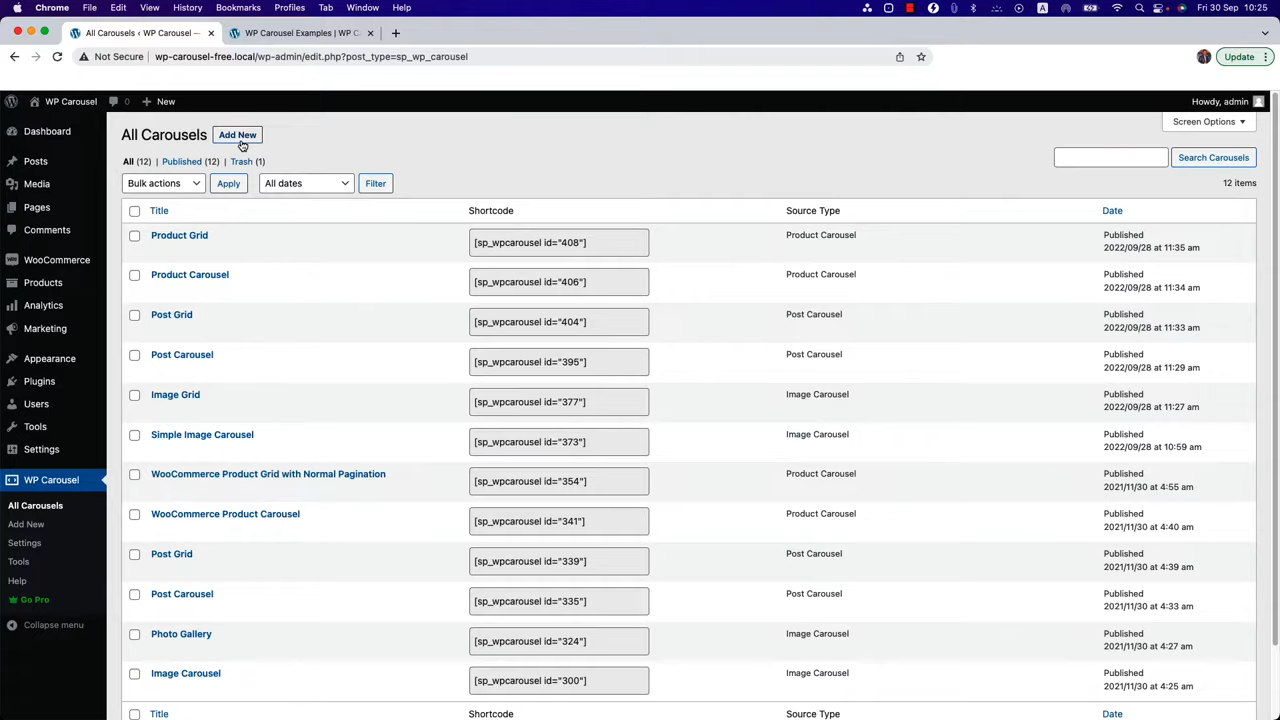 Chrome File Edit View History Bookmarks Profiles Tab Window Help Fri 30 Sep 10:25
All Carousels ‹ WP Carousel — WP Carousel Examples | WP C
Not Secure wp-carousel-free.local/wp-admin/edit.php?post_type=sp_wp_carousel Update
WP Carousel 0 New Howdy, admin
Dashboard
Posts
Media
Pages
Comments
WooCommerce
Products
Analytics
Marketing
Appearance
Plugins
Users
Tools
Settings
WP Carousel
All Carousels
Add New
Settings
Tools
Help
Go Pro
Collapse menu
Screen Options
All Carousels Add New
All (12) | Published (12) | Trash (1)
Search Carousels
Bulk actions Apply All dates Filter 12 items
Title Shortcode Source Type Date
Product Grid [sp_wpcarousel id="408"] Product Carousel Published
2022/09/28 at 11:35 am
Product Carousel [sp_wpcarousel id="406"] Product Carousel Published
2022/09/28 at 11:34 am
Post Grid [sp_wpcarousel id="404"] Post Carousel Published
2022/09/28 at 11:33 am
Post Carousel [sp_wpcarousel id="395"] Post Carousel Published
2022/09/28 at 11:29 am
Image Grid [sp_wpcarousel id="377"] Image Carousel Published
2022/09/28 at 11:27 am
Simple Image Carousel [sp_wpcarousel id="373"] Image Carousel Published
2022/09/28 at 10:59 am
WooCommerce Product Grid with Normal Pagination [sp_wpcarousel id="354"] Product Carousel Published
2021/11/30 at 4:55 am
WooCommerce Product Carousel [sp_wpcarousel id="341"] Product Carousel Published
2021/11/30 at 4:40 am
Post Grid [sp_wpcarousel id="339"] Post Carousel Published
2021/11/30 at 4:39 am
Post Carousel [sp_wpcarousel id="335"] Post Carousel Published
2021/11/30 at 4:33 am
Photo Gallery [sp_wpcarousel id="324"] Image Carousel Published
2021/11/30 at 4:27 am
Image Carousel [sp_wpcarousel id="300"] Image Carousel Published
2021/11/30 at 4:25 am
Title Shortcode Source Type Date